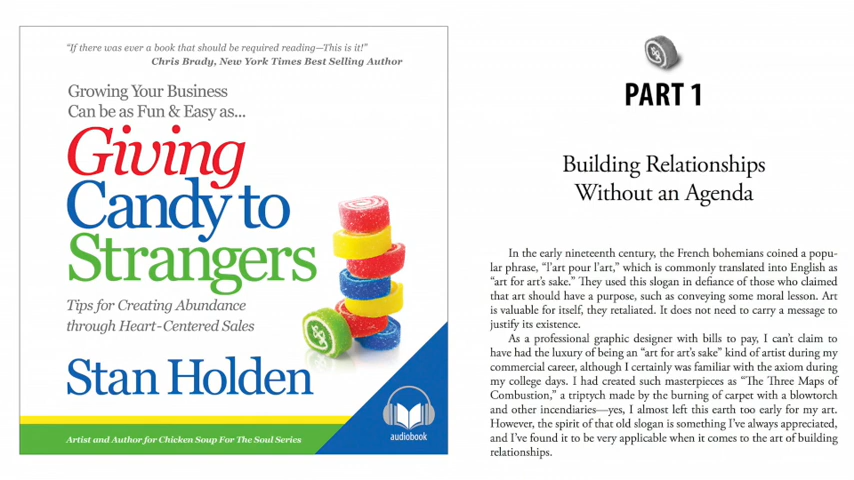 “If there was ever a book that should be required reading—This is it!”
Chris Brady, New York Times Best Selling Author
Growing Your Business
Can be as Fun & Easy as...
Giving
Candy to
Strangers
Tips for Creating Abundance
through Heart-Centered Sales
Stan Holden
audiobook
Artist and Author for Chicken Soup For The Soul Series
PART 1
Building Relationships
Without an Agenda
In the early nineteenth century, the French bohemians coined a popu-
lar phrase, “l’art pour l’art,” which is commonly translated into English as
“art for art’s sake.” They used this slogan in defiance of those who claimed
that art should have a purpose, such as conveying some moral lesson. Art
is valuable for itself, they retaliated. It does not need to carry a message to
justify its existence.
As a professional graphic designer with bills to pay, I can’t claim to
have had the luxury of being an “art for art’s sake” kind of artist during my
commercial career, although I certainly was familiar with the axiom during
my college days. I had created such masterpieces as “The Three Maps of
Combustion,” a triptych made by the burning of carpet with a blowtorch
and other incendiaries—yes, I almost left this earth too early for my art.
However, the spirit of that old slogan is something I’ve always appreciated,
and I’ve found it to be very applicable when it comes to the art of building
relationships.